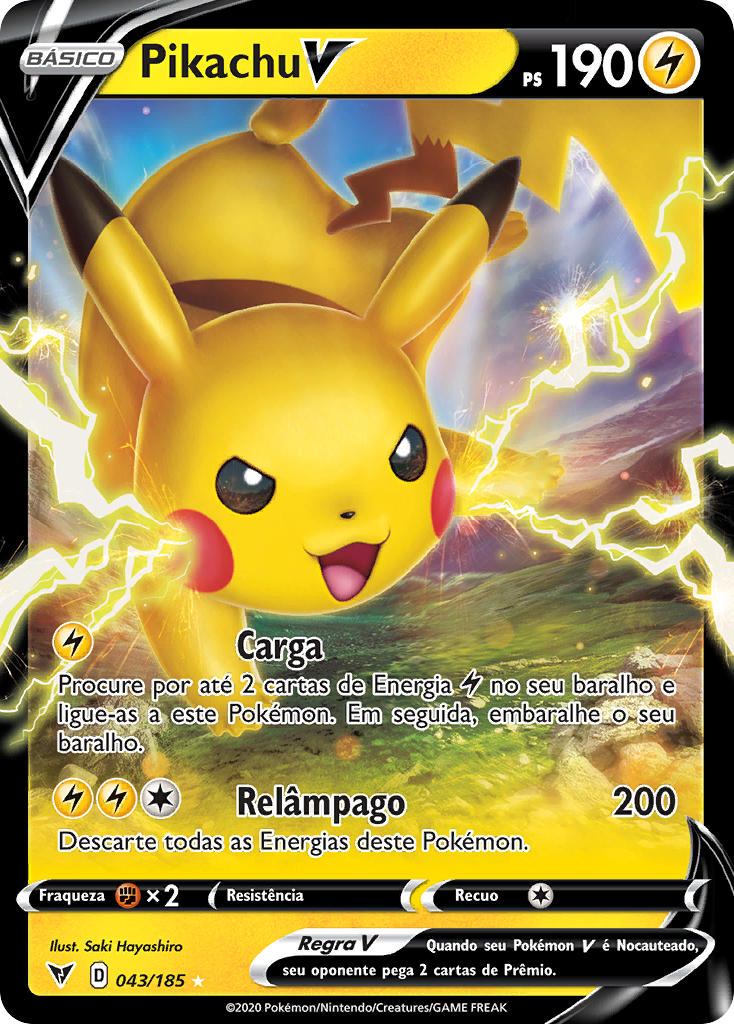 BÁSICO Pikachu V PS 190
Carga
Procure por até 2 cartas de Energia no seu baralho e
ligue-as a este Pokémon. Em seguida, embaralhe o seu
baralho.
Relâmpago 200
Descarte todas as Energias deste Pokémon.
Fraqueza ×2 Resistência Recuo
Ilust. Saki Hayashiro
Regra V Quando seu Pokémon V é Nocauteado,
seu oponente pega 2 cartas de Prêmio.
D 043/185
©2020 Pokémon/Nintendo/Creatures/GAME FREAK